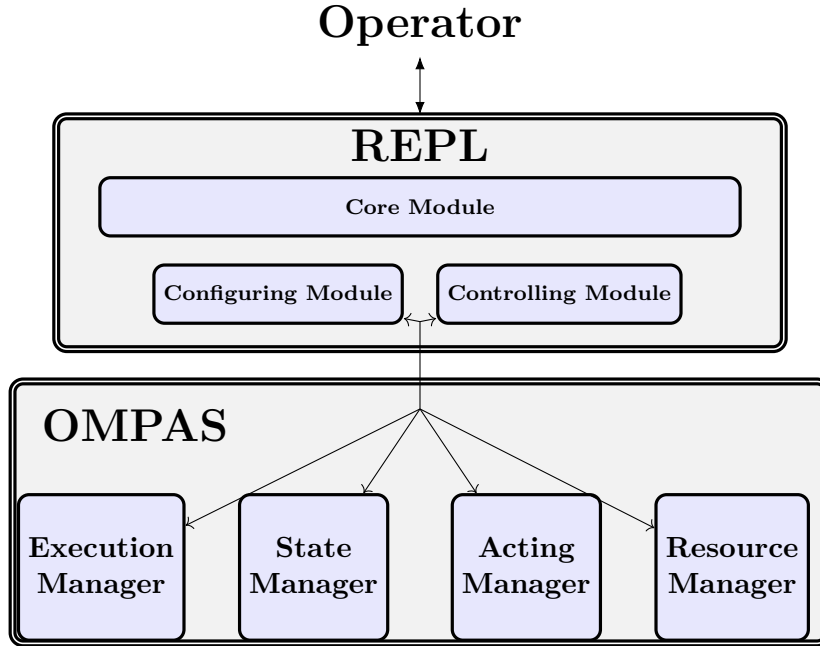 Operator
REPL
Core Module
Configuring Module
Controlling Module
OMPAS
Execution
Manager
State
Manager
Acting
Manager
Resource
Manager